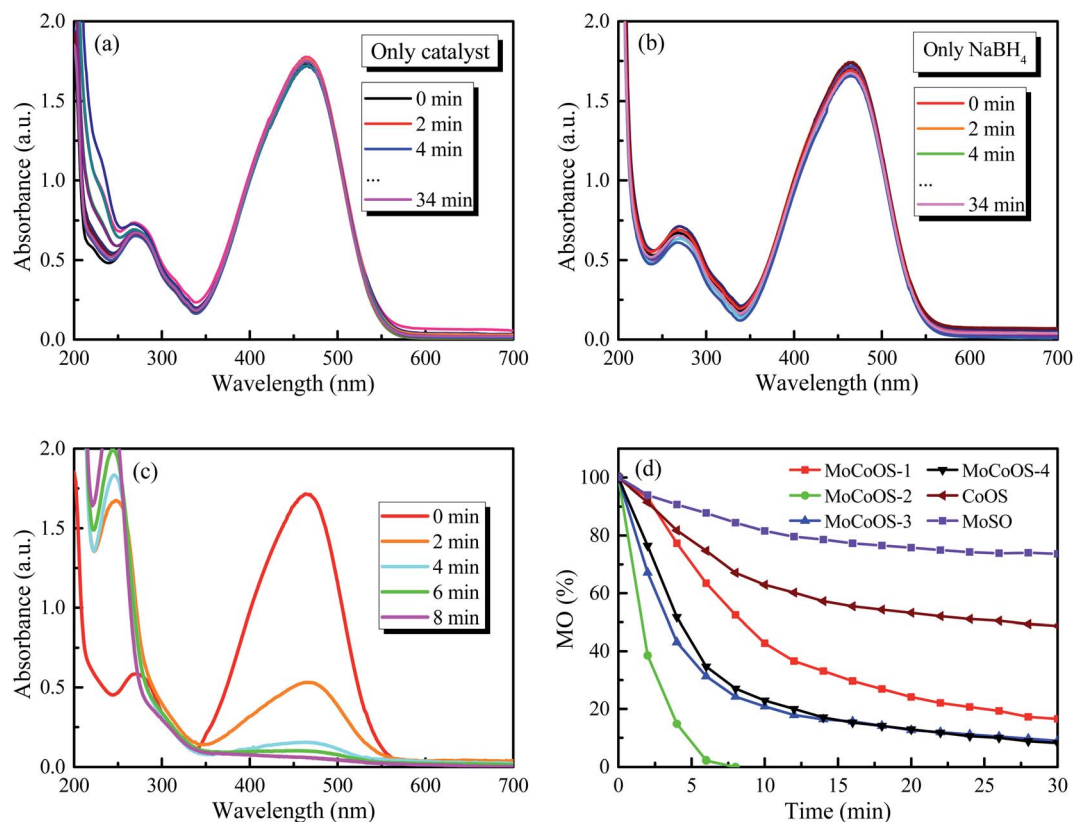 (a)
Only catalyst
0 min
2 min
4 min
...
34 min
Absorbance (a.u.)
2.0
1.5
1.0
0.5
0.0
200 300 400 500 600 700
Wavelength (nm)
(b)
Only NaBH4
0 min
2 min
4 min
...
34 min
Absorbance (a.u.)
2.0
1.5
1.0
0.5
0.0
200 300 400 500 600 700
Wavelength (nm)
(c)
0 min
2 min
4 min
6 min
8 min
Absorbance (a.u.)
2.0
1.5
1.0
0.5
0.0
200 300 400 500 600 700
Wavelength (nm)
(d)
MoCoOS-1 MoCoOS-4
MoCoOS-2 CoOS
MoCoOS-3 MoSO
MO (%)
100
80
60
40
20
0
0 5 10 15 20 25 30
Time (min)